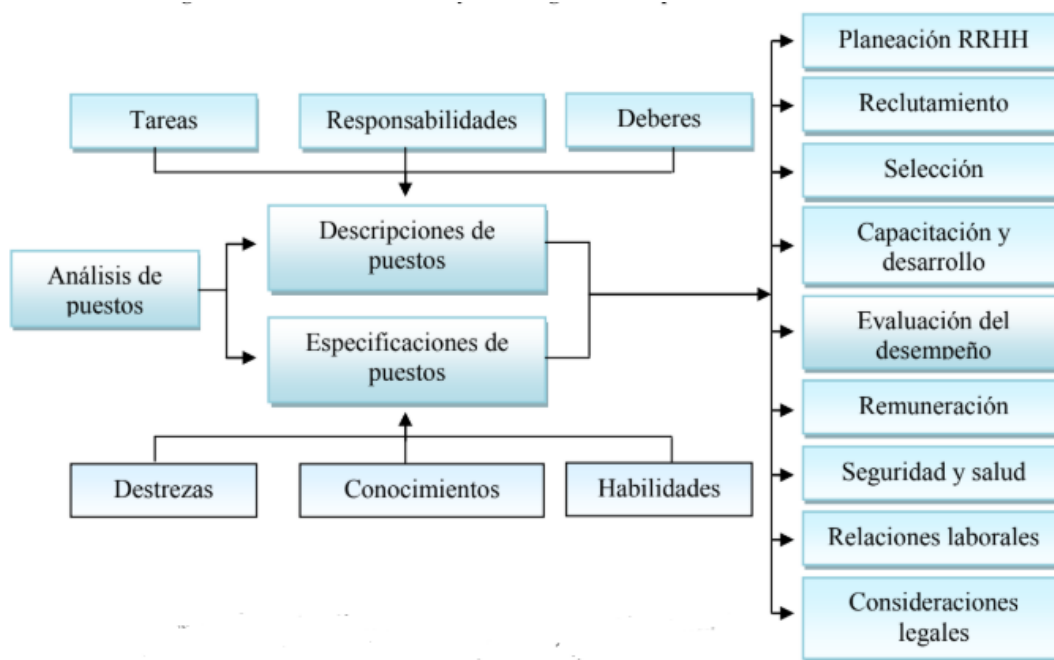 Planeación RRHH
Tareas
Responsabilidades
Deberes
Reclutamiento
Selección
Descripciones de
puestos
Capacitación y
desarrollo
Análisis de
puestos
Especificaciones de
puestos
Evaluación del
desempeño
Remuneración
Destrezas
Conocimientos
Habilidades
Seguridad y salud
Relaciones laborales
Consideraciones
legales